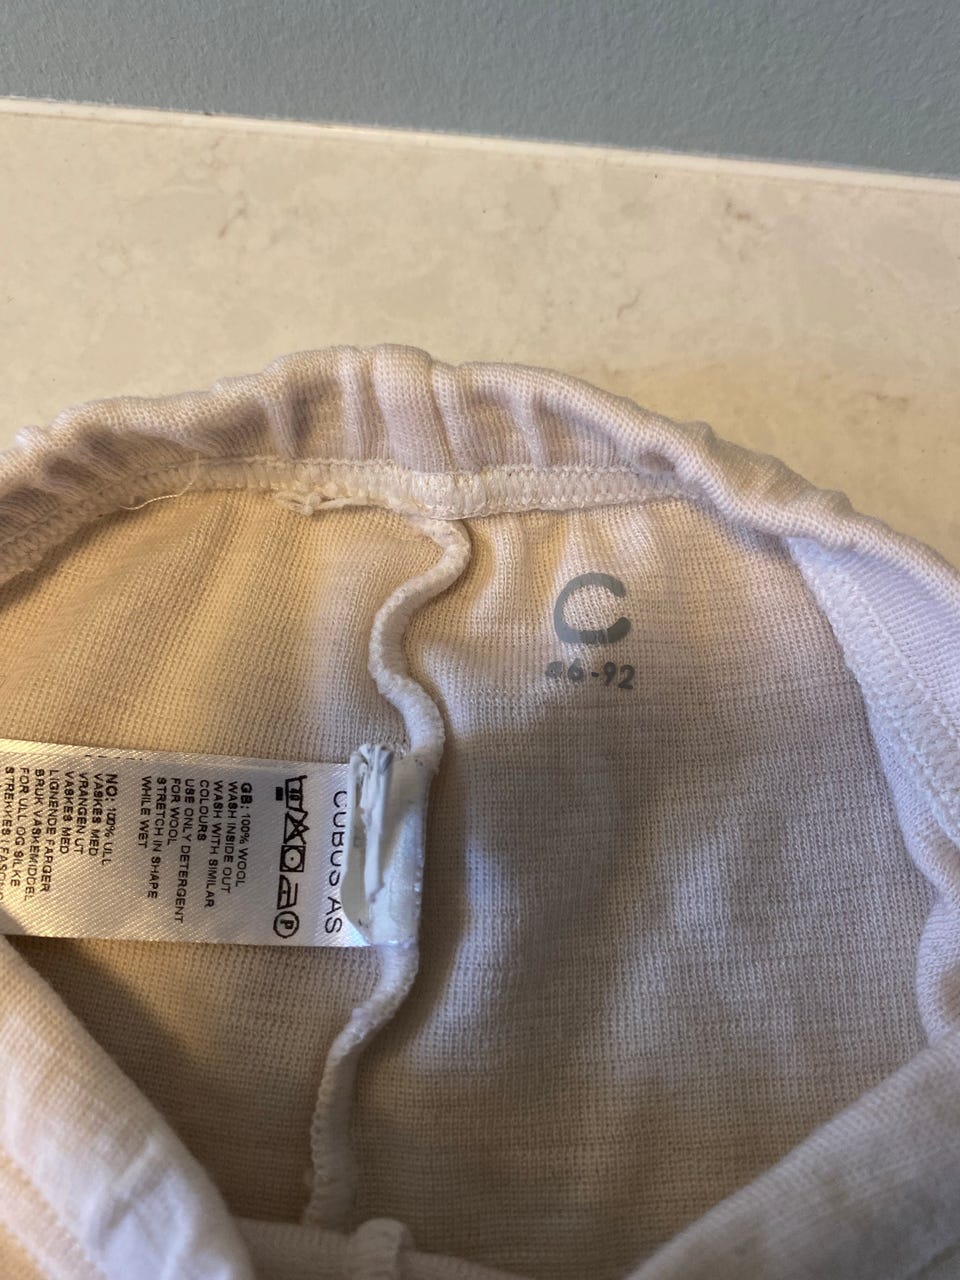 C
86-92
CUBUS AS
P
GB: 100% WOOL
WASH INSIDE OUT
WASH WITH SIMILAR
COLOURS
USE ONLY DETERGENT
FOR WOOL
STRETCH IN SHAPE
WHILE WET
NO: 100% ULL
VASKES MED
VRANGEN UT
VASKES MED
LIGNENDE FARGER
BRUK VASKEMIDDEL
FOR ULL OG SILKE
STREKKES I